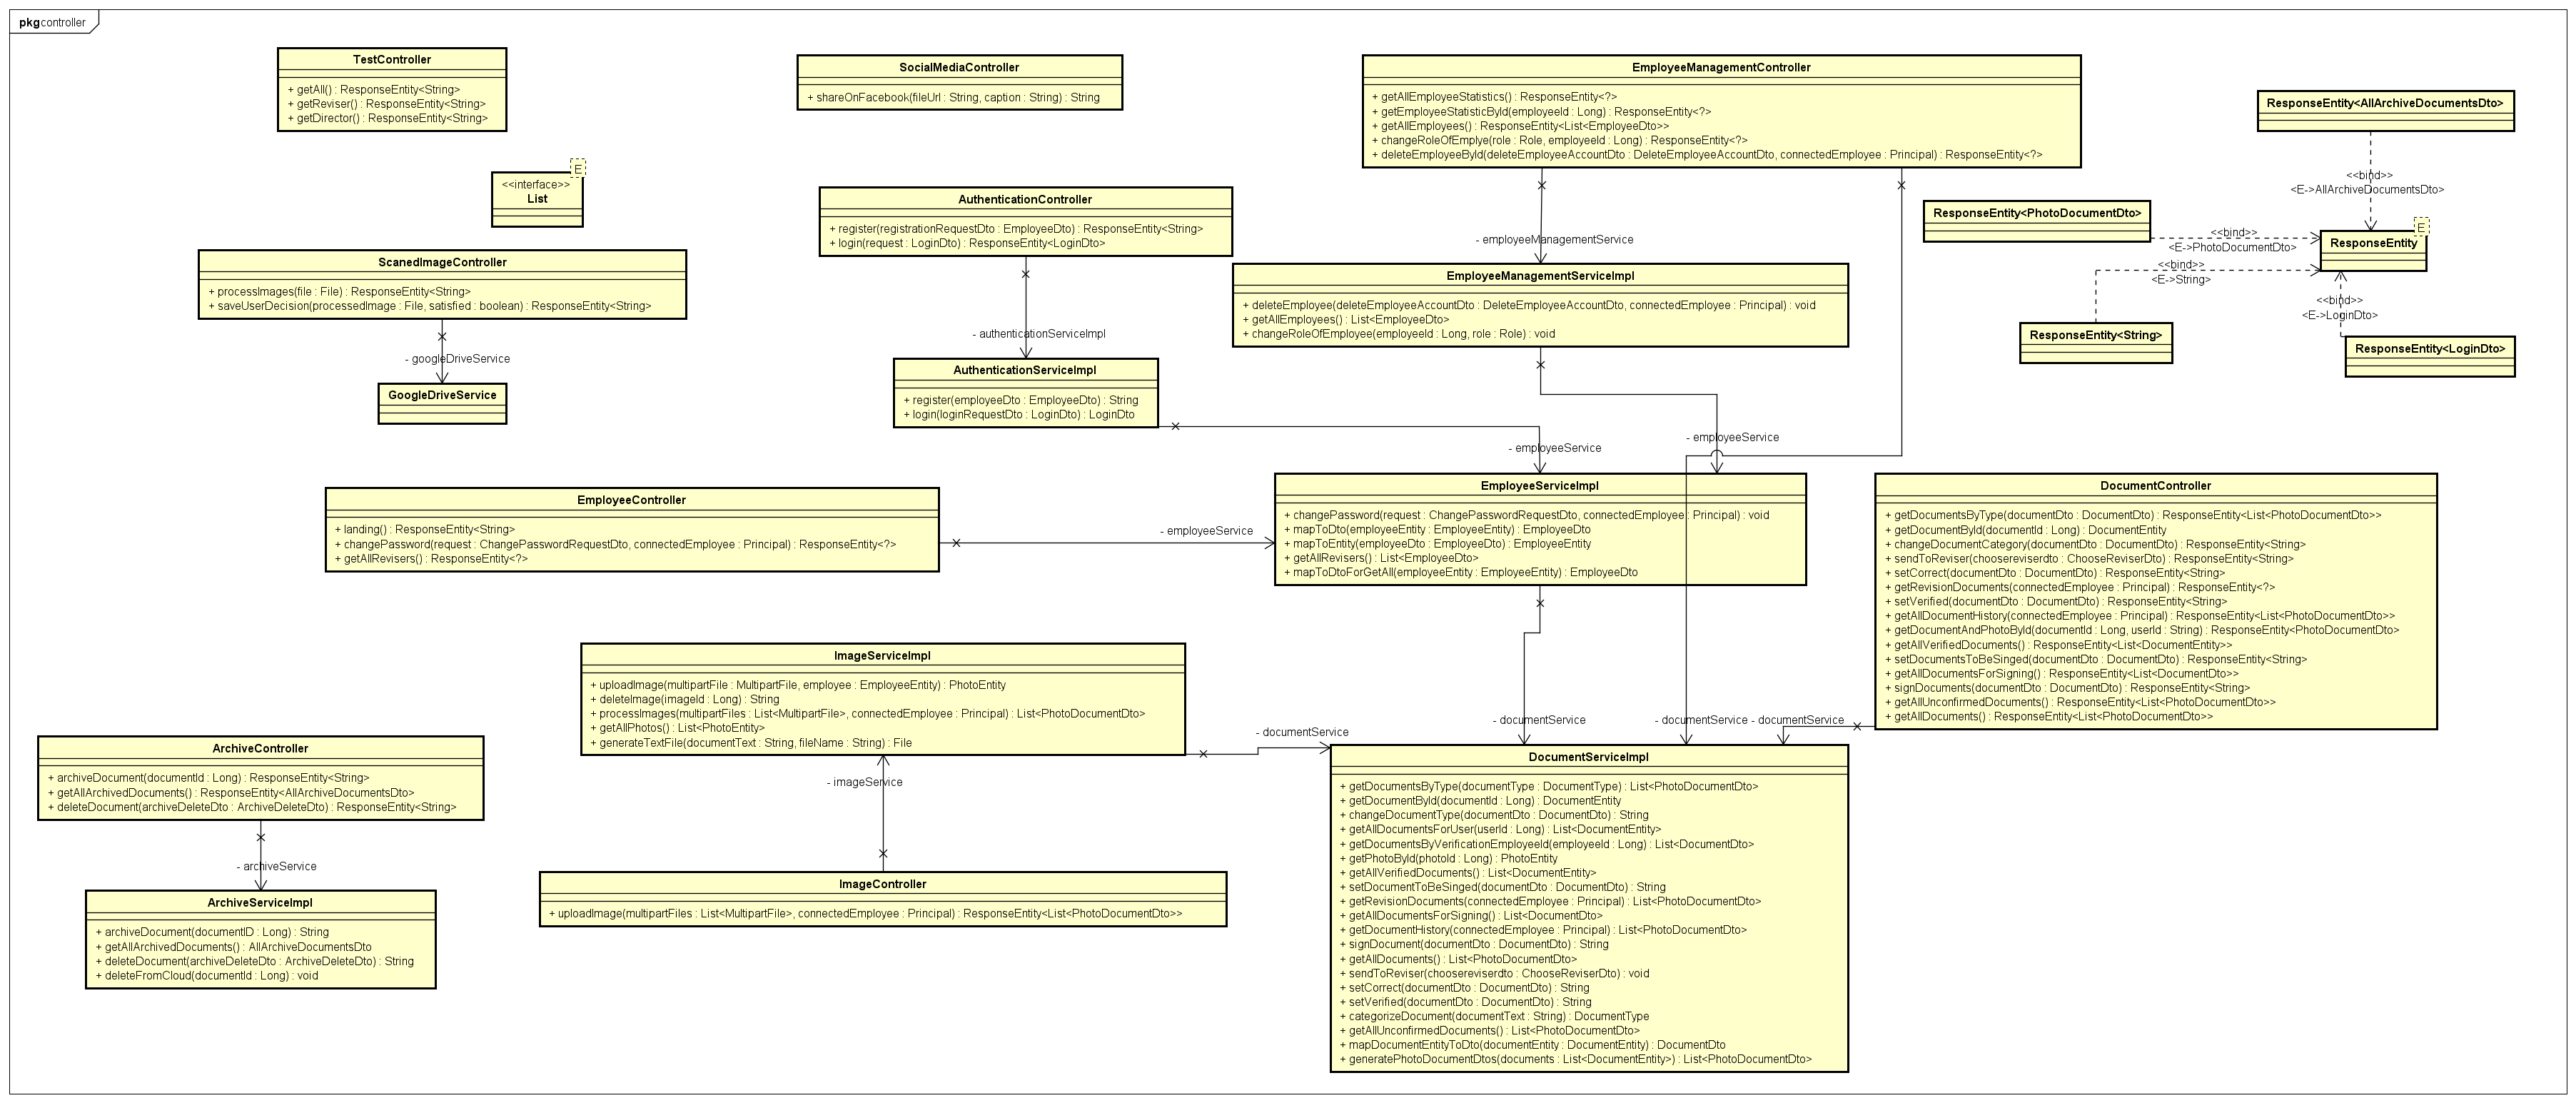 pkg controller
TestController
+ getAll() : ResponseEntity<String>
+ getReviser() : ResponseEntity<String>
+ getDirector() : ResponseEntity<String>
SocialMediaController
+ shareOnFacebook(fileUrl : String, caption : String) : String
EmployeeManagementController
+ getAllEmployeeStatistics() : ResponseEntity<?>
+ getEmployeeStatisticById(employeeId : Long) : ResponseEntity<?>
+ getAllEmployees() : ResponseEntity<List<EmployeeDto>>
+ changeRoleOfEmplye(role : Role, employeeId : Long) : ResponseEntity<?>
+ deleteEmployeeById(deleteEmployeeAccountDto : DeleteEmployeeAccountDto, connectedEmployee : Principal) : ResponseEntity<?>
ResponseEntity<AllArchiveDocumentsDto>
<<bind>>
<E->AllArchiveDocumentsDto>
E
<<interface>>
List
AuthenticationController
+ register(registrationRequestDto : EmployeeDto) : ResponseEntity<String>
+ login(request : LoginDto) : ResponseEntity<LoginDto>
ResponseEntity<PhotoDocumentDto>
<<bind>>
<E->PhotoDocumentDto>
E
ResponseEntity
<<bind>>
<E->String>
<<bind>>
<E->LoginDto>
ResponseEntity<String>
ResponseEntity<LoginDto>
- employeeManagementService
ScanedImageController
+ processImages(file : File) : ResponseEntity<String>
+ saveUserDecision(processedImage : File, satisfied : boolean) : ResponseEntity<String>
EmployeeManagementServiceImpl
+ deleteEmployee(deleteEmployeeAccountDto : DeleteEmployeeAccountDto, connectedEmployee : Principal) : void
+ getAllEmployees() : List<EmployeeDto>
+ changeRoleOfEmployee(employeeId : Long, role : Role) : void
- authenticationServiceImpl
- googleDriveService
GoogleDriveService
AuthenticationServiceImpl
+ register(employeeDto : EmployeeDto) : String
+ login(loginRequestDto : LoginDto) : LoginDto
- employeeService
- employeeService
EmployeeController
+ landing() : ResponseEntity<String>
+ changePassword(request : ChangePasswordRequestDto, connectedEmployee : Principal) : ResponseEntity<?>
+ getAllRevisers() : ResponseEntity<?>
- employeeService
EmployeeServiceImpl
+ changePassword(request : ChangePasswordRequestDto, connectedEmployee : Principal) : void
+ mapToDto(employeeEntity : EmployeeEntity) : EmployeeDto
+ mapToEntity(employeeDto : EmployeeDto) : EmployeeEntity
+ getAllRevisers() : List<EmployeeDto>
+ mapToDtoForGetAll(employeeEntity : EmployeeEntity) : EmployeeDto
DocumentController
+ getDocumentsByType(documentDto : DocumentDto) : ResponseEntity<List<PhotoDocumentDto>>
+ getDocumentById(documentId : Long) : DocumentEntity
+ changeDocumentCategory(documentDto : DocumentDto) : ResponseEntity<String>
+ sendToReviser(choosereviserdto : ChooseReviserDto) : ResponseEntity<String>
+ setCorrect(documentDto : DocumentDto) : ResponseEntity<String>
+ getRevisionDocuments(connectedEmployee : Principal) : ResponseEntity<?>
+ setVerified(documentDto : DocumentDto) : ResponseEntity<String>
+ getAllDocumentHistory(connectedEmployee : Principal) : ResponseEntity<List<PhotoDocumentDto>>
+ getDocumentAndPhotoById(documentId : Long, userId : String) : ResponseEntity<PhotoDocumentDto>
+ getAllVerifiedDocuments() : ResponseEntity<List<DocumentEntity>>
+ setDocumentsToBeSinged(documentDto : DocumentDto) : ResponseEntity<String>
+ getAllDocumentsForSigning() : ResponseEntity<List<DocumentDto>>
+ signDocuments(documentDto : DocumentDto) : ResponseEntity<String>
+ getAllUnconfirmedDocuments() : ResponseEntity<List<PhotoDocumentDto>>
+ getAllDocuments() : ResponseEntity<List<PhotoDocumentDto>>
ImageServiceImpl
+ uploadImage(multipartFile : MultipartFile, employee : EmployeeEntity) : PhotoEntity
+ deleteImage(imageId : Long) : String
+ processImages(multipartFiles : List<MultipartFile>, connectedEmployee : Principal) : List<PhotoDocumentDto>
+ getAllPhotos() : List<PhotoEntity>
+ generateTextFile(documentText : String, fileName : String) : File
- documentService
- documentService
- documentService
- documentService
- imageService
ArchiveController
+ archiveDocument(documentId : Long) : ResponseEntity<String>
+ getAllArchivedDocuments() : ResponseEntity<AllArchiveDocumentsDto>
+ deleteDocument(archiveDeleteDto : ArchiveDeleteDto) : ResponseEntity<String>
- archiveService
ArchiveServiceImpl
+ archiveDocument(documentID : Long) : String
+ getAllArchivedDocuments() : AllArchiveDocumentsDto
+ deleteDocument(archiveDeleteDto : ArchiveDeleteDto) : String
+ deleteFromCloud(documentId : Long) : void
ImageController
+ uploadImage(multipartFiles : List<MultipartFile>, connectedEmployee : Principal) : ResponseEntity<List<PhotoDocumentDto>>
DocumentServiceImpl
+ getDocumentsByType(documentType : DocumentType) : List<PhotoDocumentDto>
+ getDocumentById(documentId : Long) : DocumentEntity
+ changeDocumentType(documentDto : DocumentDto) : String
+ getAllDocumentsForUser(userId : Long) : List<DocumentEntity>
+ getDocumentsByVerificationEmployeeId(employeeId : Long) : List<DocumentDto>
+ getPhotoById(photoId : Long) : PhotoEntity
+ getAllVerifiedDocuments() : List<DocumentEntity>
+ setDocumentToBeSinged(documentDto : DocumentDto) : String
+ getRevisionDocuments(connectedEmployee : Principal) : List<PhotoDocumentDto>
+ getAllDocumentsForSigning() : List<DocumentDto>
+ getDocumentHistory(connectedEmployee : Principal) : List<PhotoDocumentDto>
+ signDocument(documentDto : DocumentDto) : String
+ getAllDocuments() : List<PhotoDocumentDto>
+ sendToReviser(choosereviserdto : ChooseReviserDto) : void
+ setCorrect(documentDto : DocumentDto) : String
+ setVerified(documentDto : DocumentDto) : String
+ categorizeDocument(documentText : String) : DocumentType
+ getAllUnconfirmedDocuments() : List<PhotoDocumentDto>
+ mapDocumentEntityToDto(documentEntity : DocumentEntity) : DocumentDto
+ generatePhotoDocumentDtos(documents : List<DocumentEntity>) : List<PhotoDocumentDto>